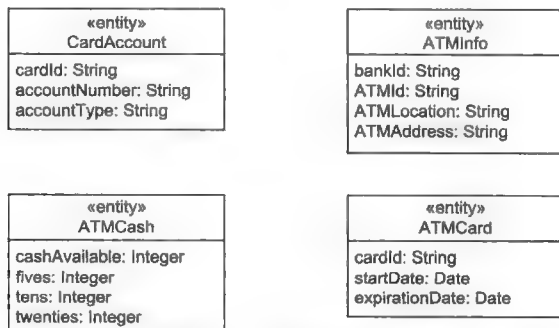 «entity»
CardAccount
cardId: String
accountNumber: String
accountType: String
«entity»
ATMInfo
bankId: String
ATMId: String
ATMLocation: String
ATMAddress: String
«entity»
ATMCash
cashAvailable: Integer
fives: Integer
tens: Integer
twenties: Integer
«entity»
ATMCard
cardId: String
startDate: Date
expirationDate: Date